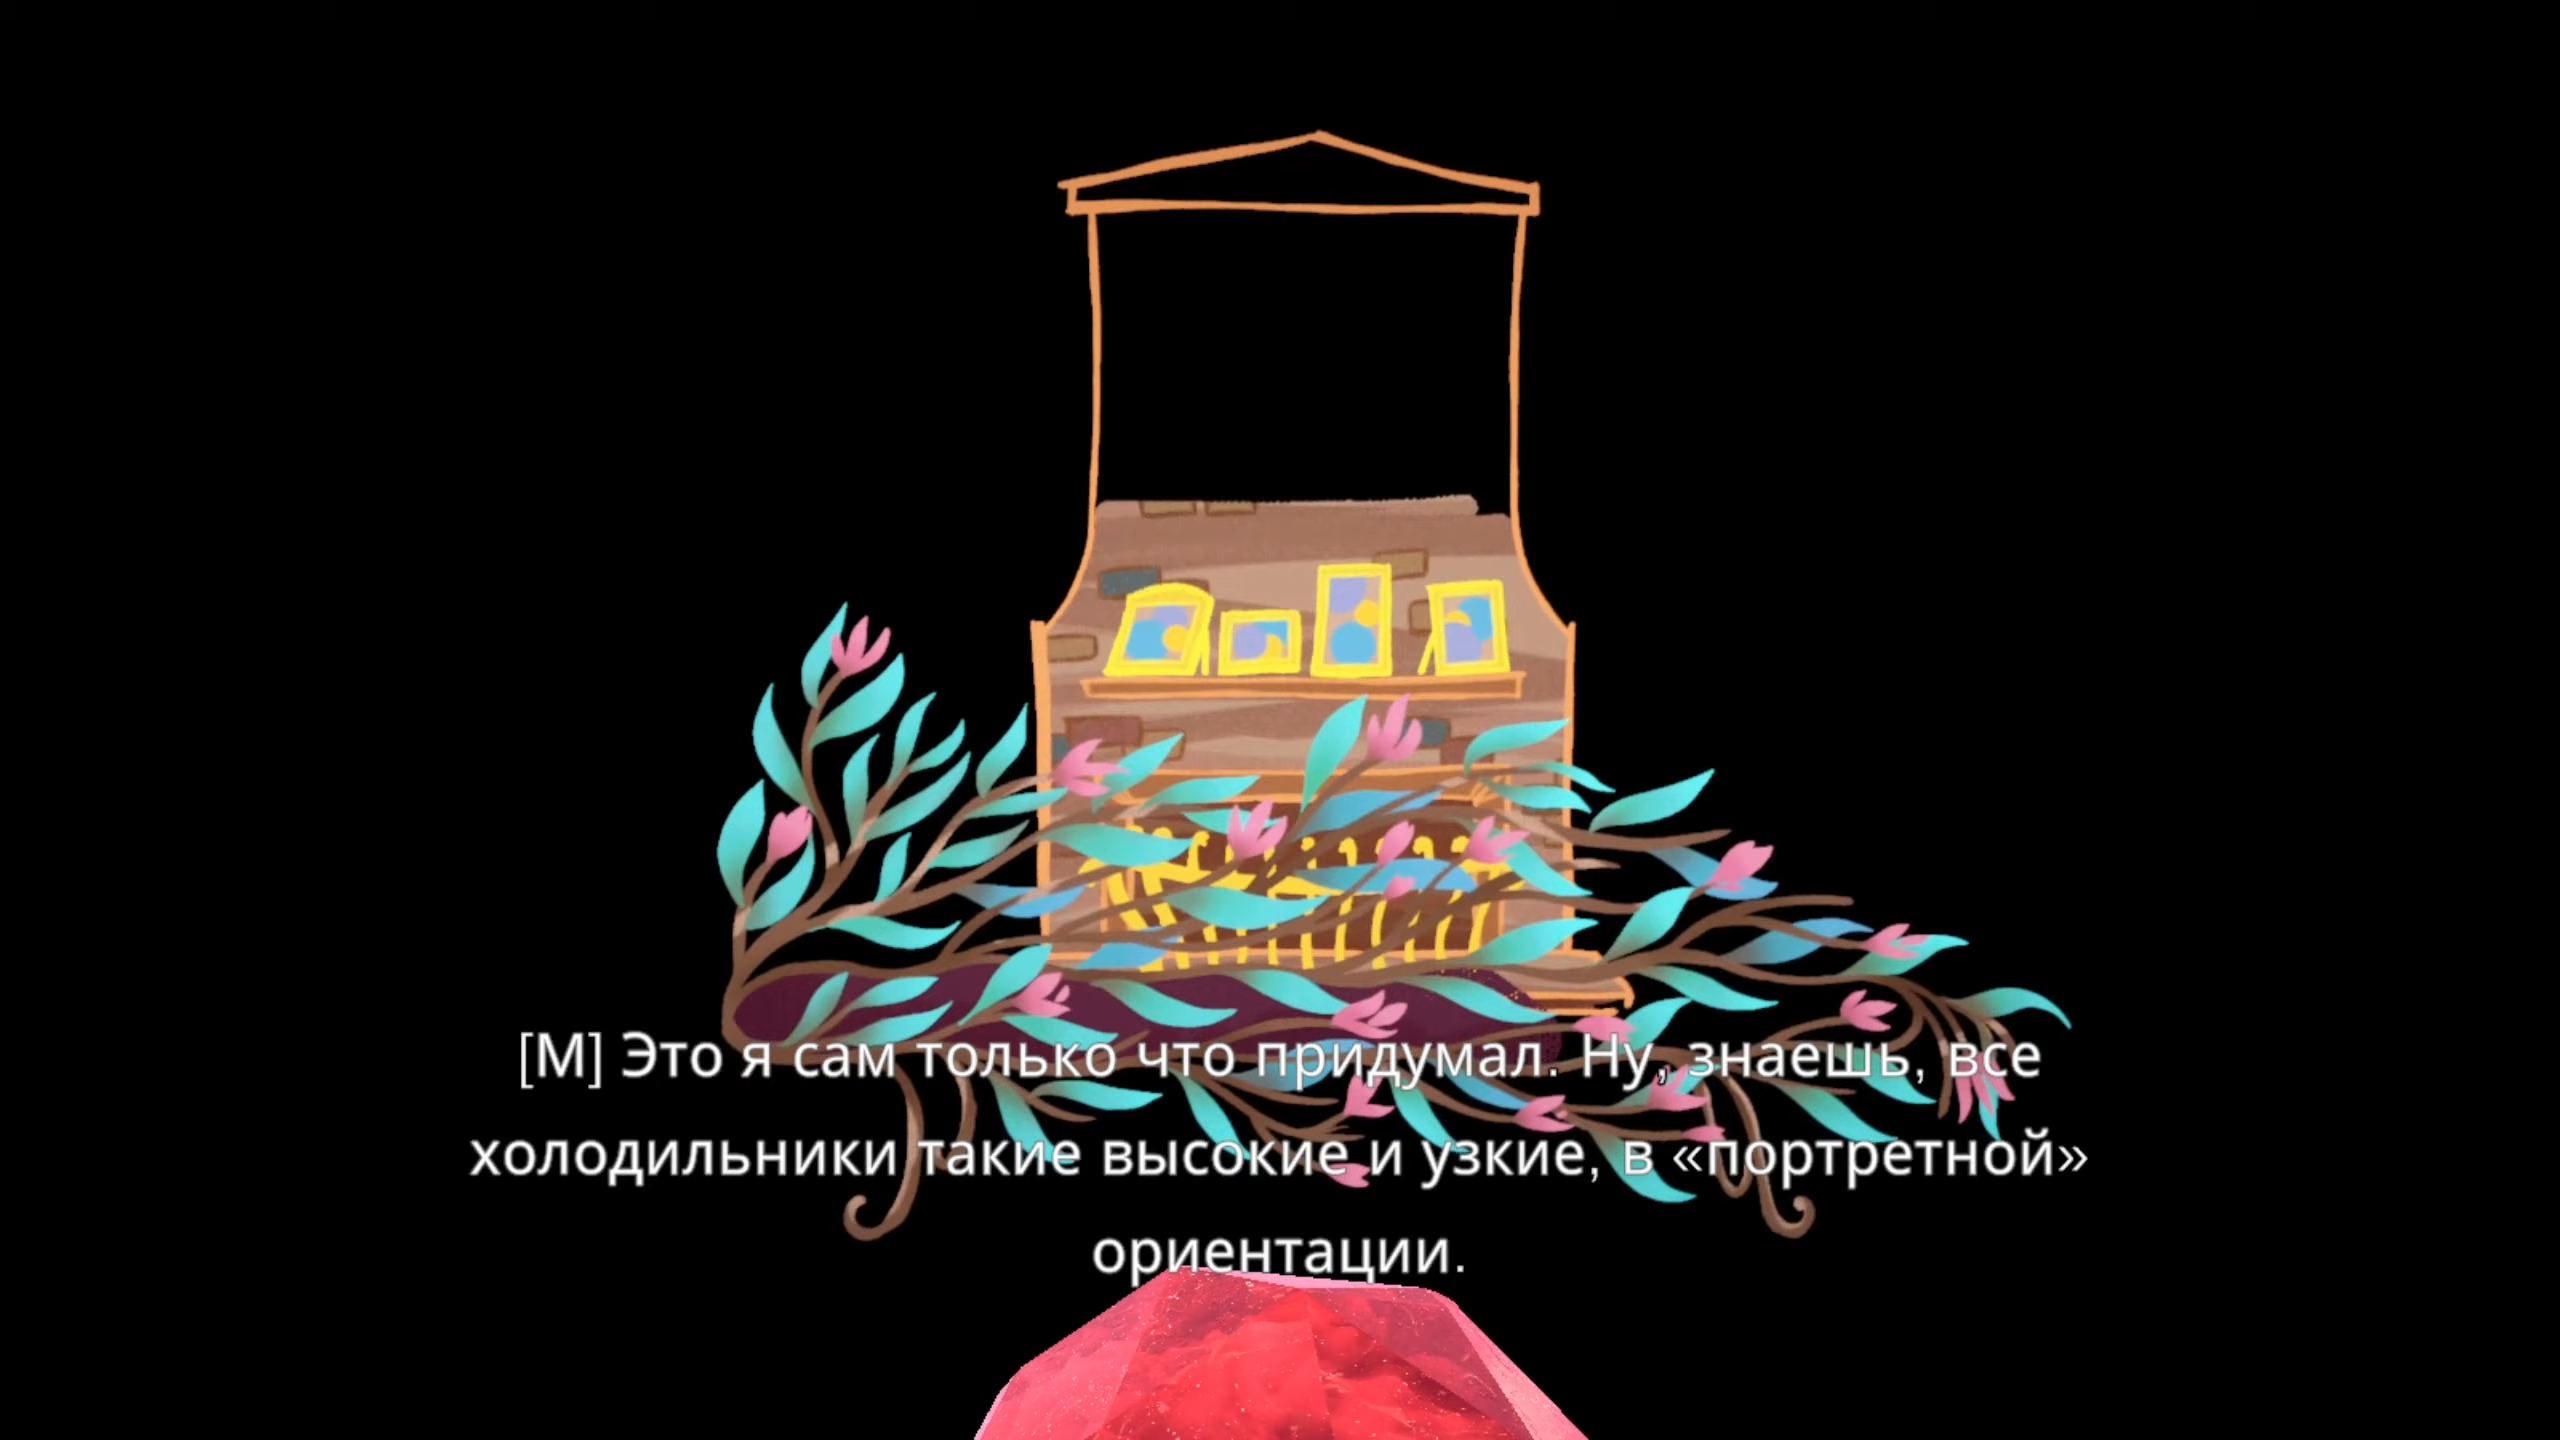 [М] Это я сам только что придумал. Ну, знаешь, все
холодильники такие высокие и узкие, в «портретной»
ориентации.